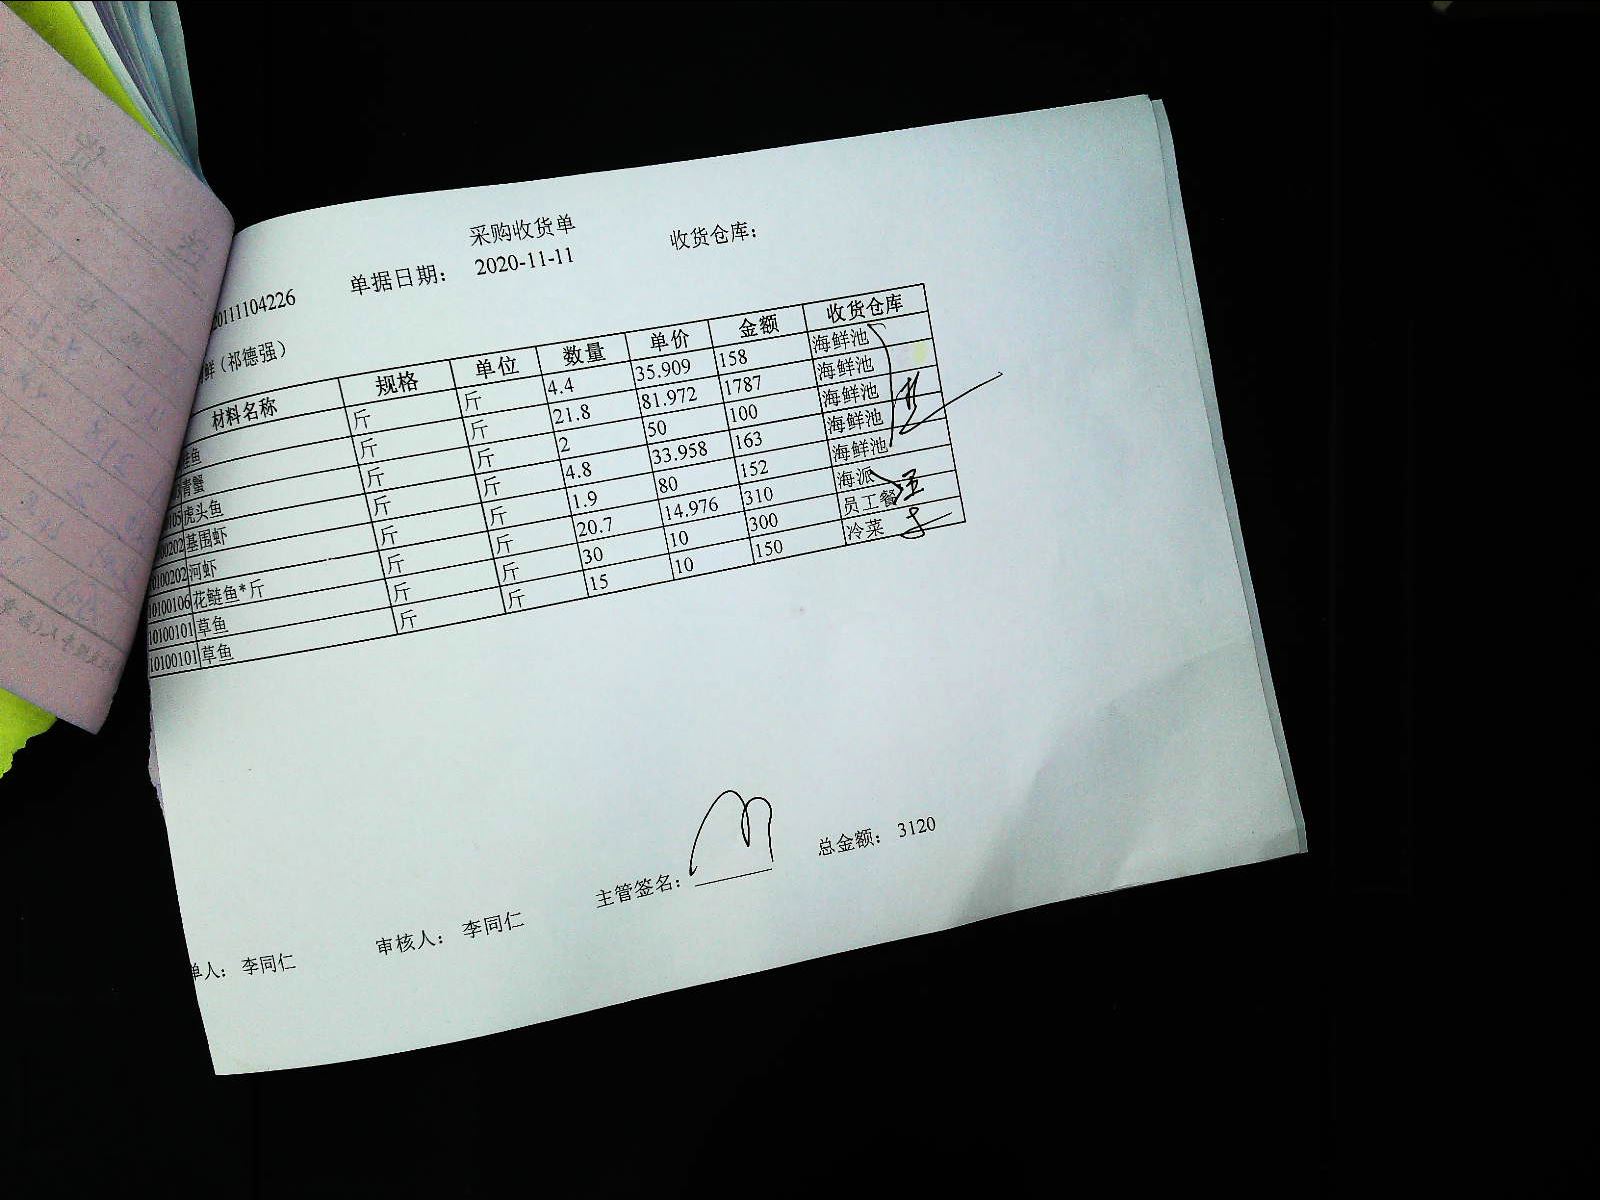 采购收货单
20111104226 单据日期： 2020-11-11 收货仓库：
鲜（祁德强）
材料名称 规格 单位 数量 单价 金额 收货仓库
鱼 斤 斤 4.4 35.909 158 海鲜池
青蟹 斤 斤 21.8 81.972 1787 海鲜池
105 虎头鱼 斤 斤 2 50 100 海鲜池
00202 基围虾 斤 斤 4.8 33.958 163 海鲜池
0100202 河虾 斤 斤 1.9 80 152 海鲜池
10100106 花鲢鱼*斤 斤 斤 20.7 14.976 310 海派
10100101 草鱼 斤 斤 30 10 300 员工餐
10100101 草鱼 斤 斤 15 10 150 冷菜
单人： 李同仁 审核人： 李同仁 主管签名： 总金额： 3120